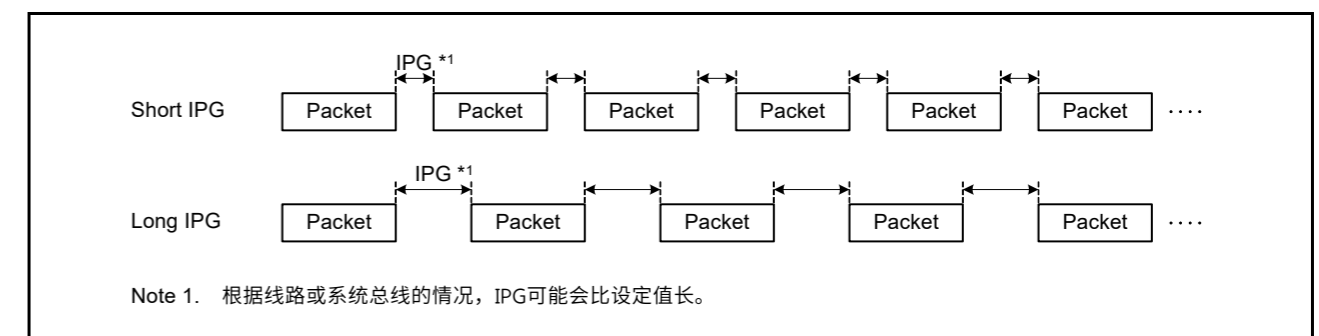 IPG *1
Short IPG Packet Packet Packet Packet Packet Packet ····
IPG *1
Long IPG Packet Packet Packet Packet Packet ····
Note 1. 根据线路或系统总线的情况，IPG可能会比设定值长。